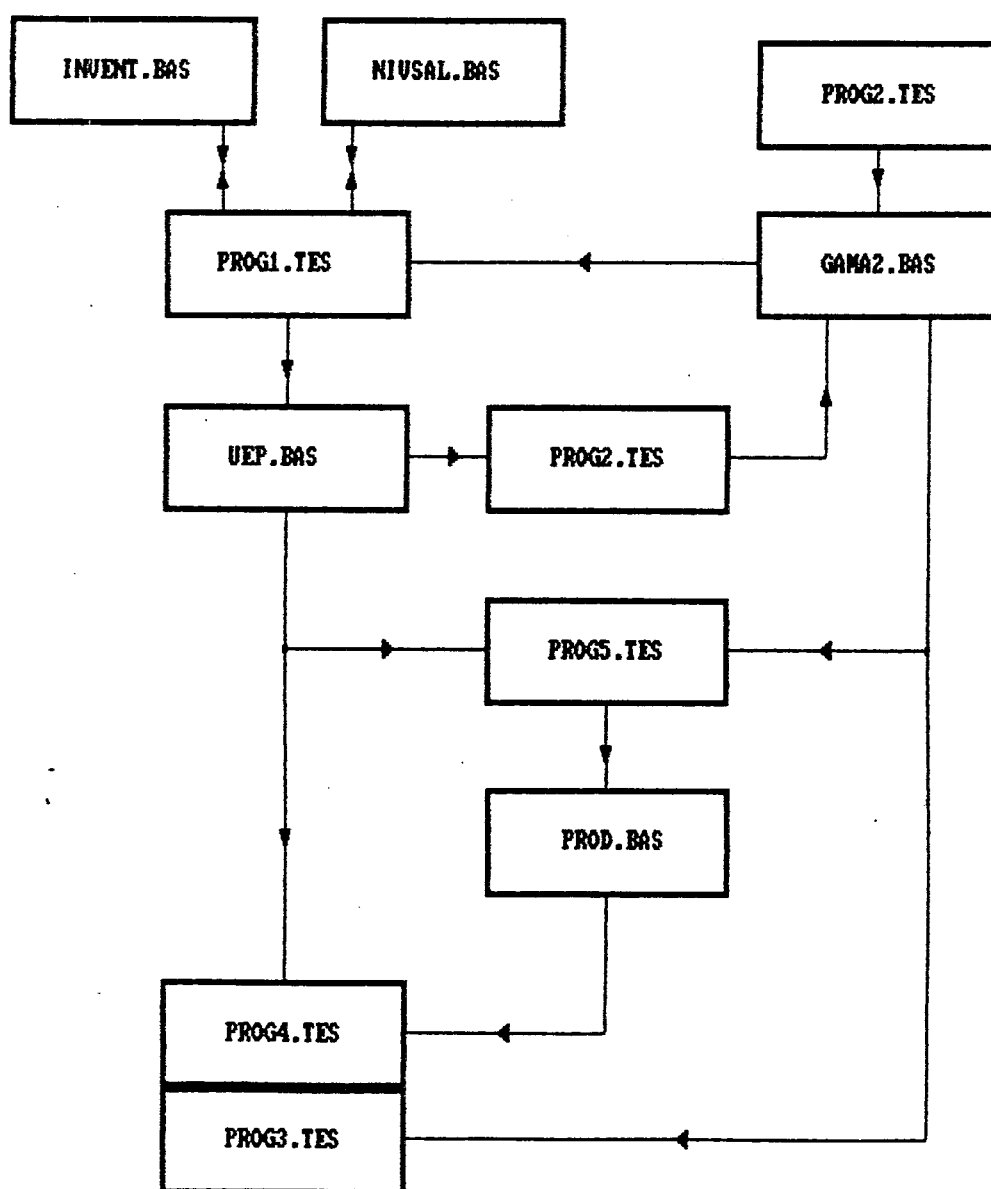 INVENT.BAS
NIVSAL.BAS
PROG2.TES
PROG1.TES
GAMA2.BAS
UEP.BAS
PROG2.TES
PROG5.TES
PROD.BAS
PROG4.TES
PROG3.TES